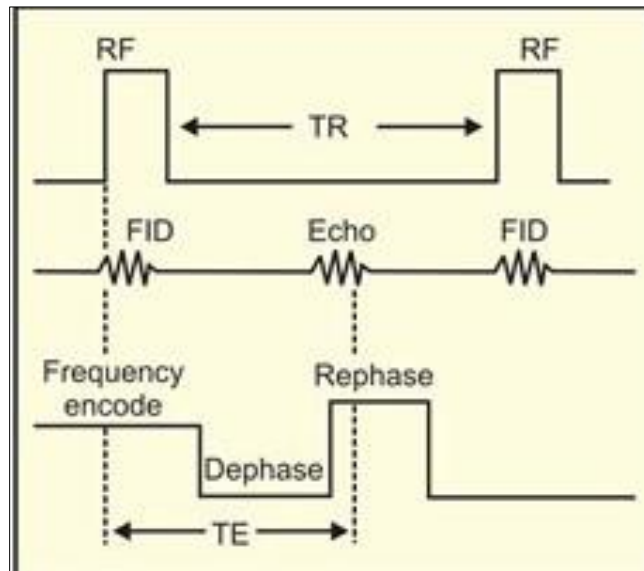 RF RF
TR
FID Echo FID
Frequency
encode
Rephase
Dephase
TE